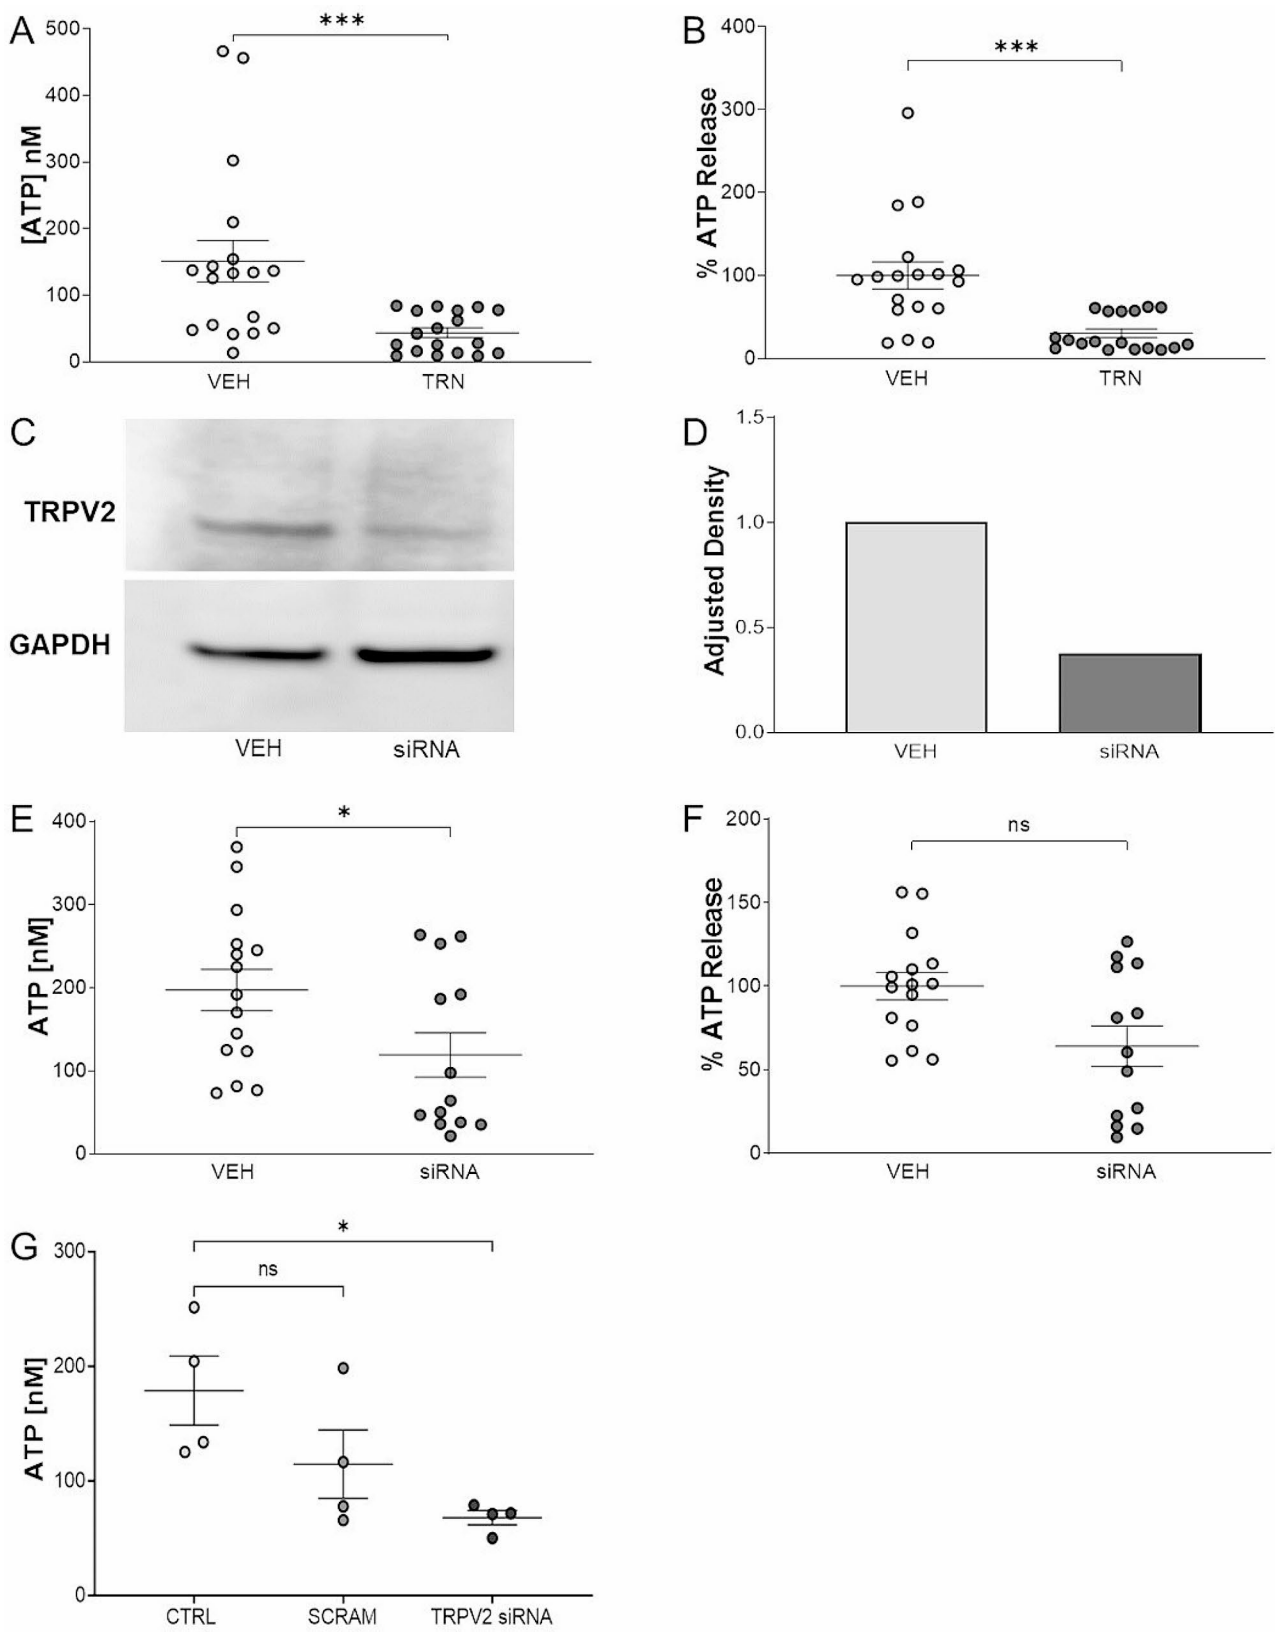 A
[ATP] nM
500
400
300
200
100
0
***
VEH TRN
B
% ATP Release
400
300
200
100
0
***
VEH TRN
C
TRPV2
GAPDH
VEH siRNA
D
Adjusted Density
1.5
1.0
0.5
0.0
VEH siRNA
E
ATP [nM]
400
300
200
100
0
*
VEH siRNA
F
% ATP Release
200
150
100
50
0
ns
VEH siRNA
G
ATP [nM]
300
200
100
0
*
ns
CTRL SCRAM TRPV2 siRNA